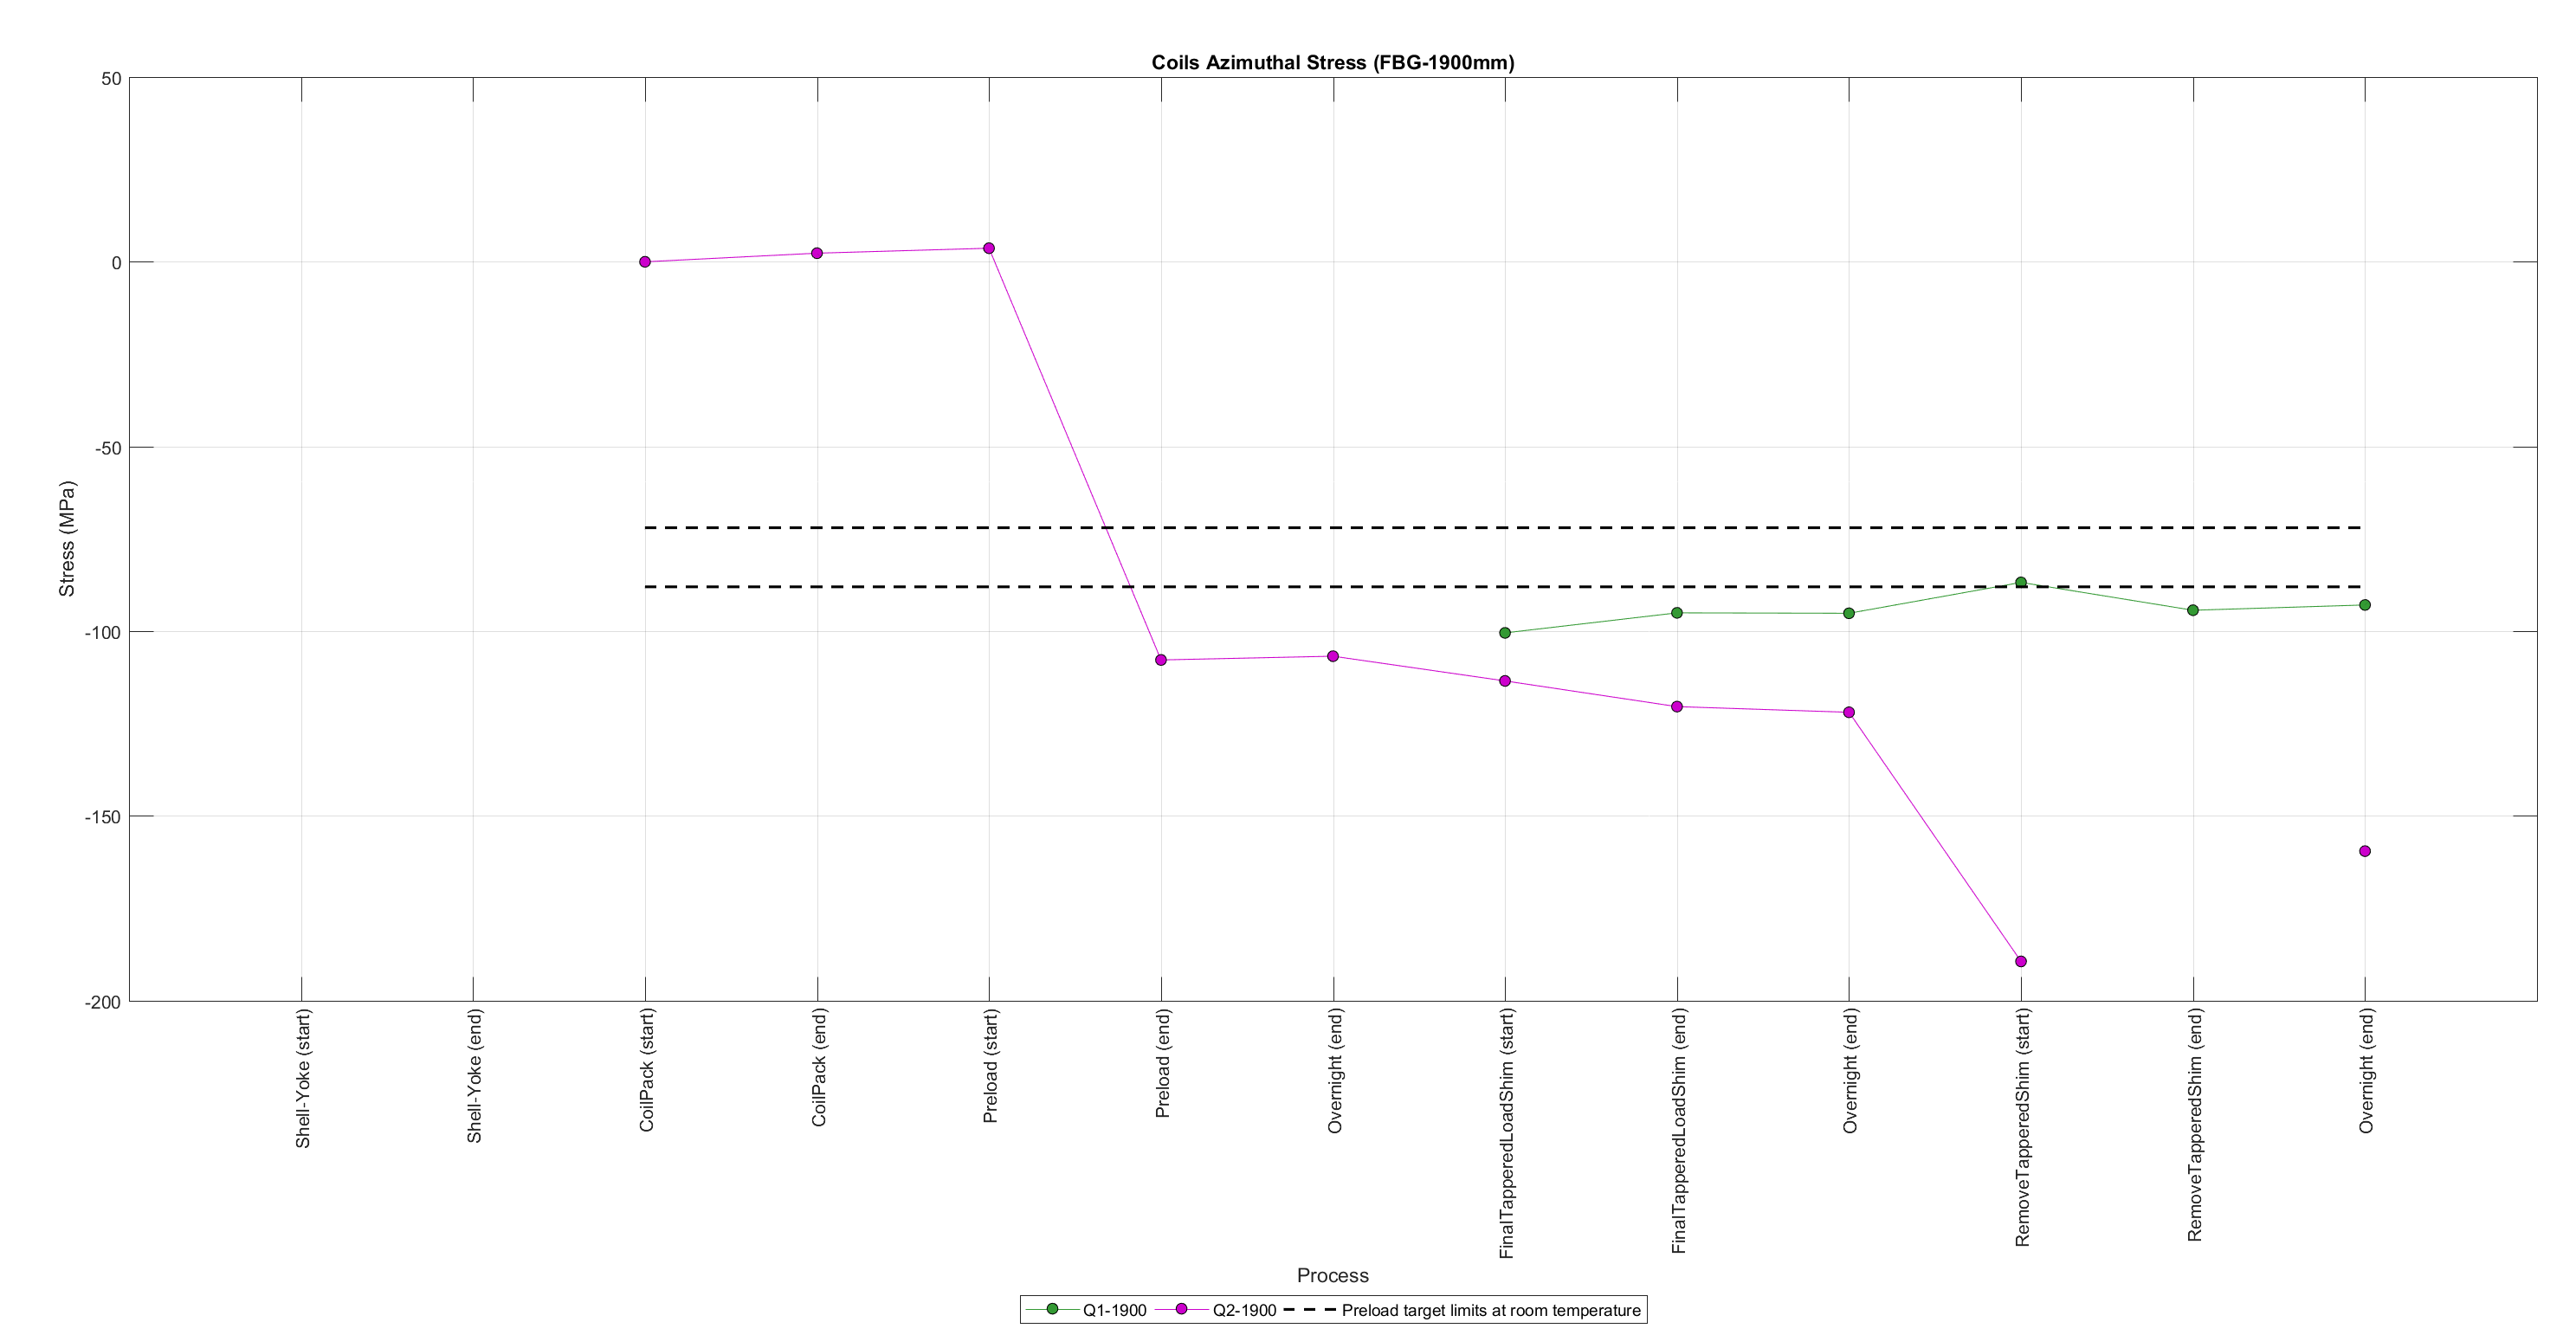 Coils Azimuthal Stress (FBG-1900mm)
50
0
-50
-100
-150
-200
Stress (MPa)
Shell-Yoke (start)
Shell-Yoke (end)
CoilPack (start)
CoilPack (end)
Preload (start)
Preload (end)
Overnight (end)
FinalTapperedLoadShim (start)
FinalTapperedLoadShim (end)
Overnight (end)
RemoveTapperedShim (start)
RemoveTapperedShim (end)
Overnight (end)
Process
Q1-1900 Q2-1900 Preload target limits at room temperature